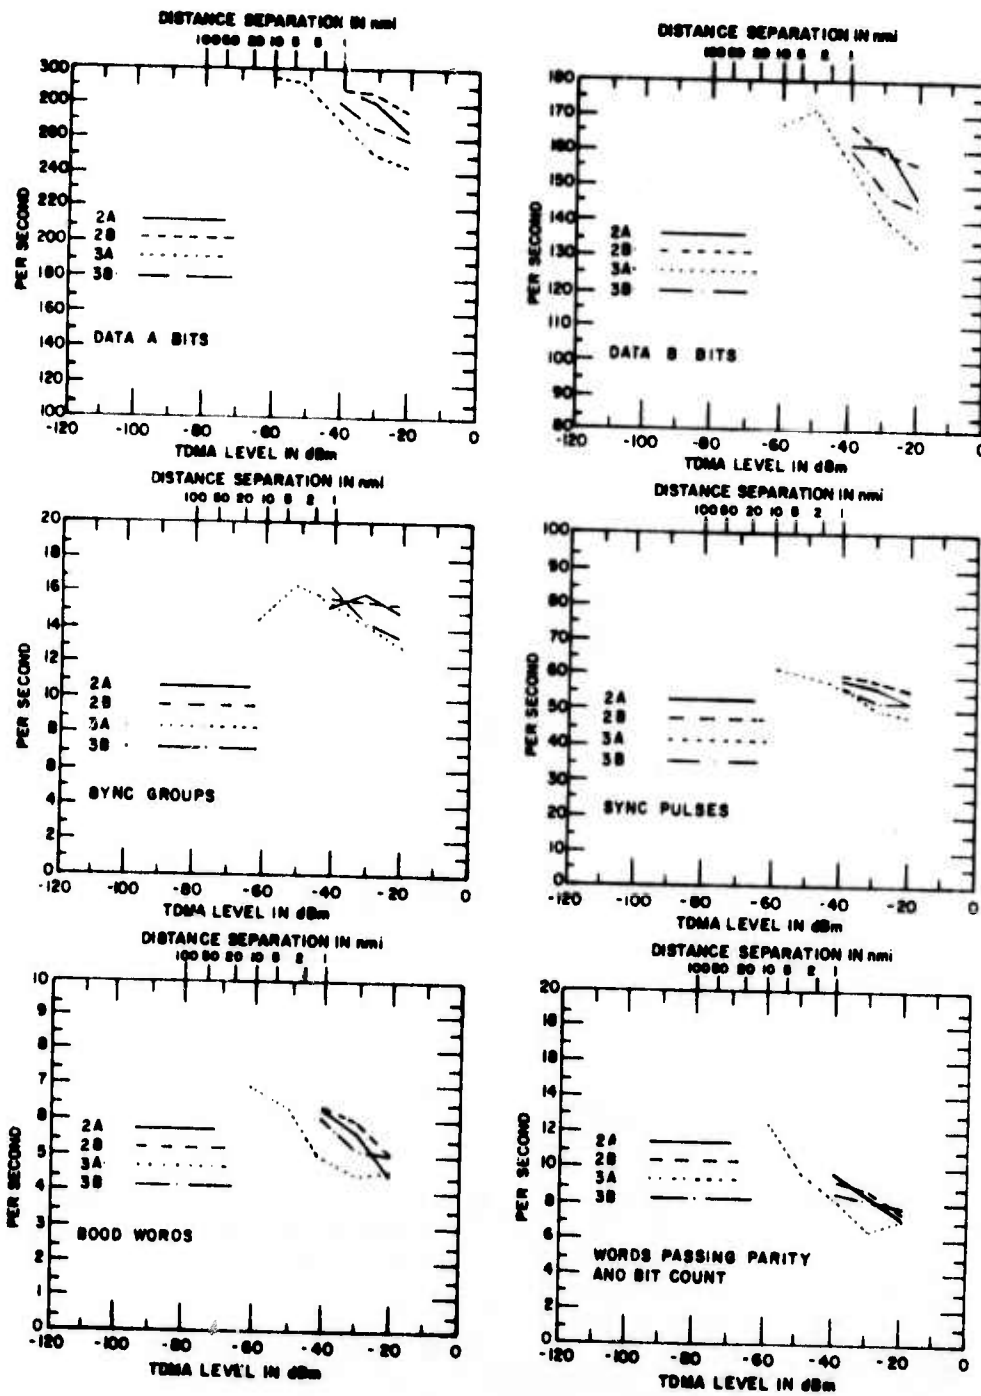 DISTANCE SEPARATION IN nmi
100 50 20 10 5 1
300
280
260
240
220
200
180
160
140
120
100
PER SECOND
2A
2B
3A
3B
DATA A BITS
-120 -100 -80 -60 -40 -20 0
TDMA LEVEL IN dBm
DISTANCE SEPARATION IN nmi
100 50 20 10 5 2 1
180
170
160
150
140
130
120
110
100
90
80
PER SECOND
2A
2B
3A
3B
DATA B BITS
-120 -100 -80 -60 -40 -20 0
TDMA LEVEL IN dBm
DISTANCE SEPARATION IN nmi
100 50 20 10 5 2 1
20
18
16
14
12
10
8
6
4
2
0
PER SECOND
2A
2B
3A
3B
SYNC GROUPS
-120 -100 -80 -60 -40 -20 0
TDMA LEVEL IN dBm
DISTANCE SEPARATION IN nmi
100 50 20 10 5 2 1
100
90
80
70
60
50
40
30
20
10
0
PER SECOND
2A
2B
3A
3B
SYNC PULSES
-120 -100 -80 -60 -40 -20 0
TDMA LEVEL IN dBm
DISTANCE SEPARATION IN nmi
100 50 20 10 5 2 1
10
9
8
7
6
5
4
3
2
1
0
PER SECOND
2A
2B
3A
3B
GOOD WORDS
-120 -100 -80 -60 -40 -20 0
TDMA LEVEL IN dBm
DISTANCE SEPARATION IN nmi
100 50 20 10 5 2 1
20
18
16
14
12
10
8
6
4
2
0
PER SECOND
2A
2B
3A
3B
WORDS PASSING PARITY
AND BIT COUNT
-120 -100 -80 -60 -40 -20 0
TDMA LEVEL IN dBm